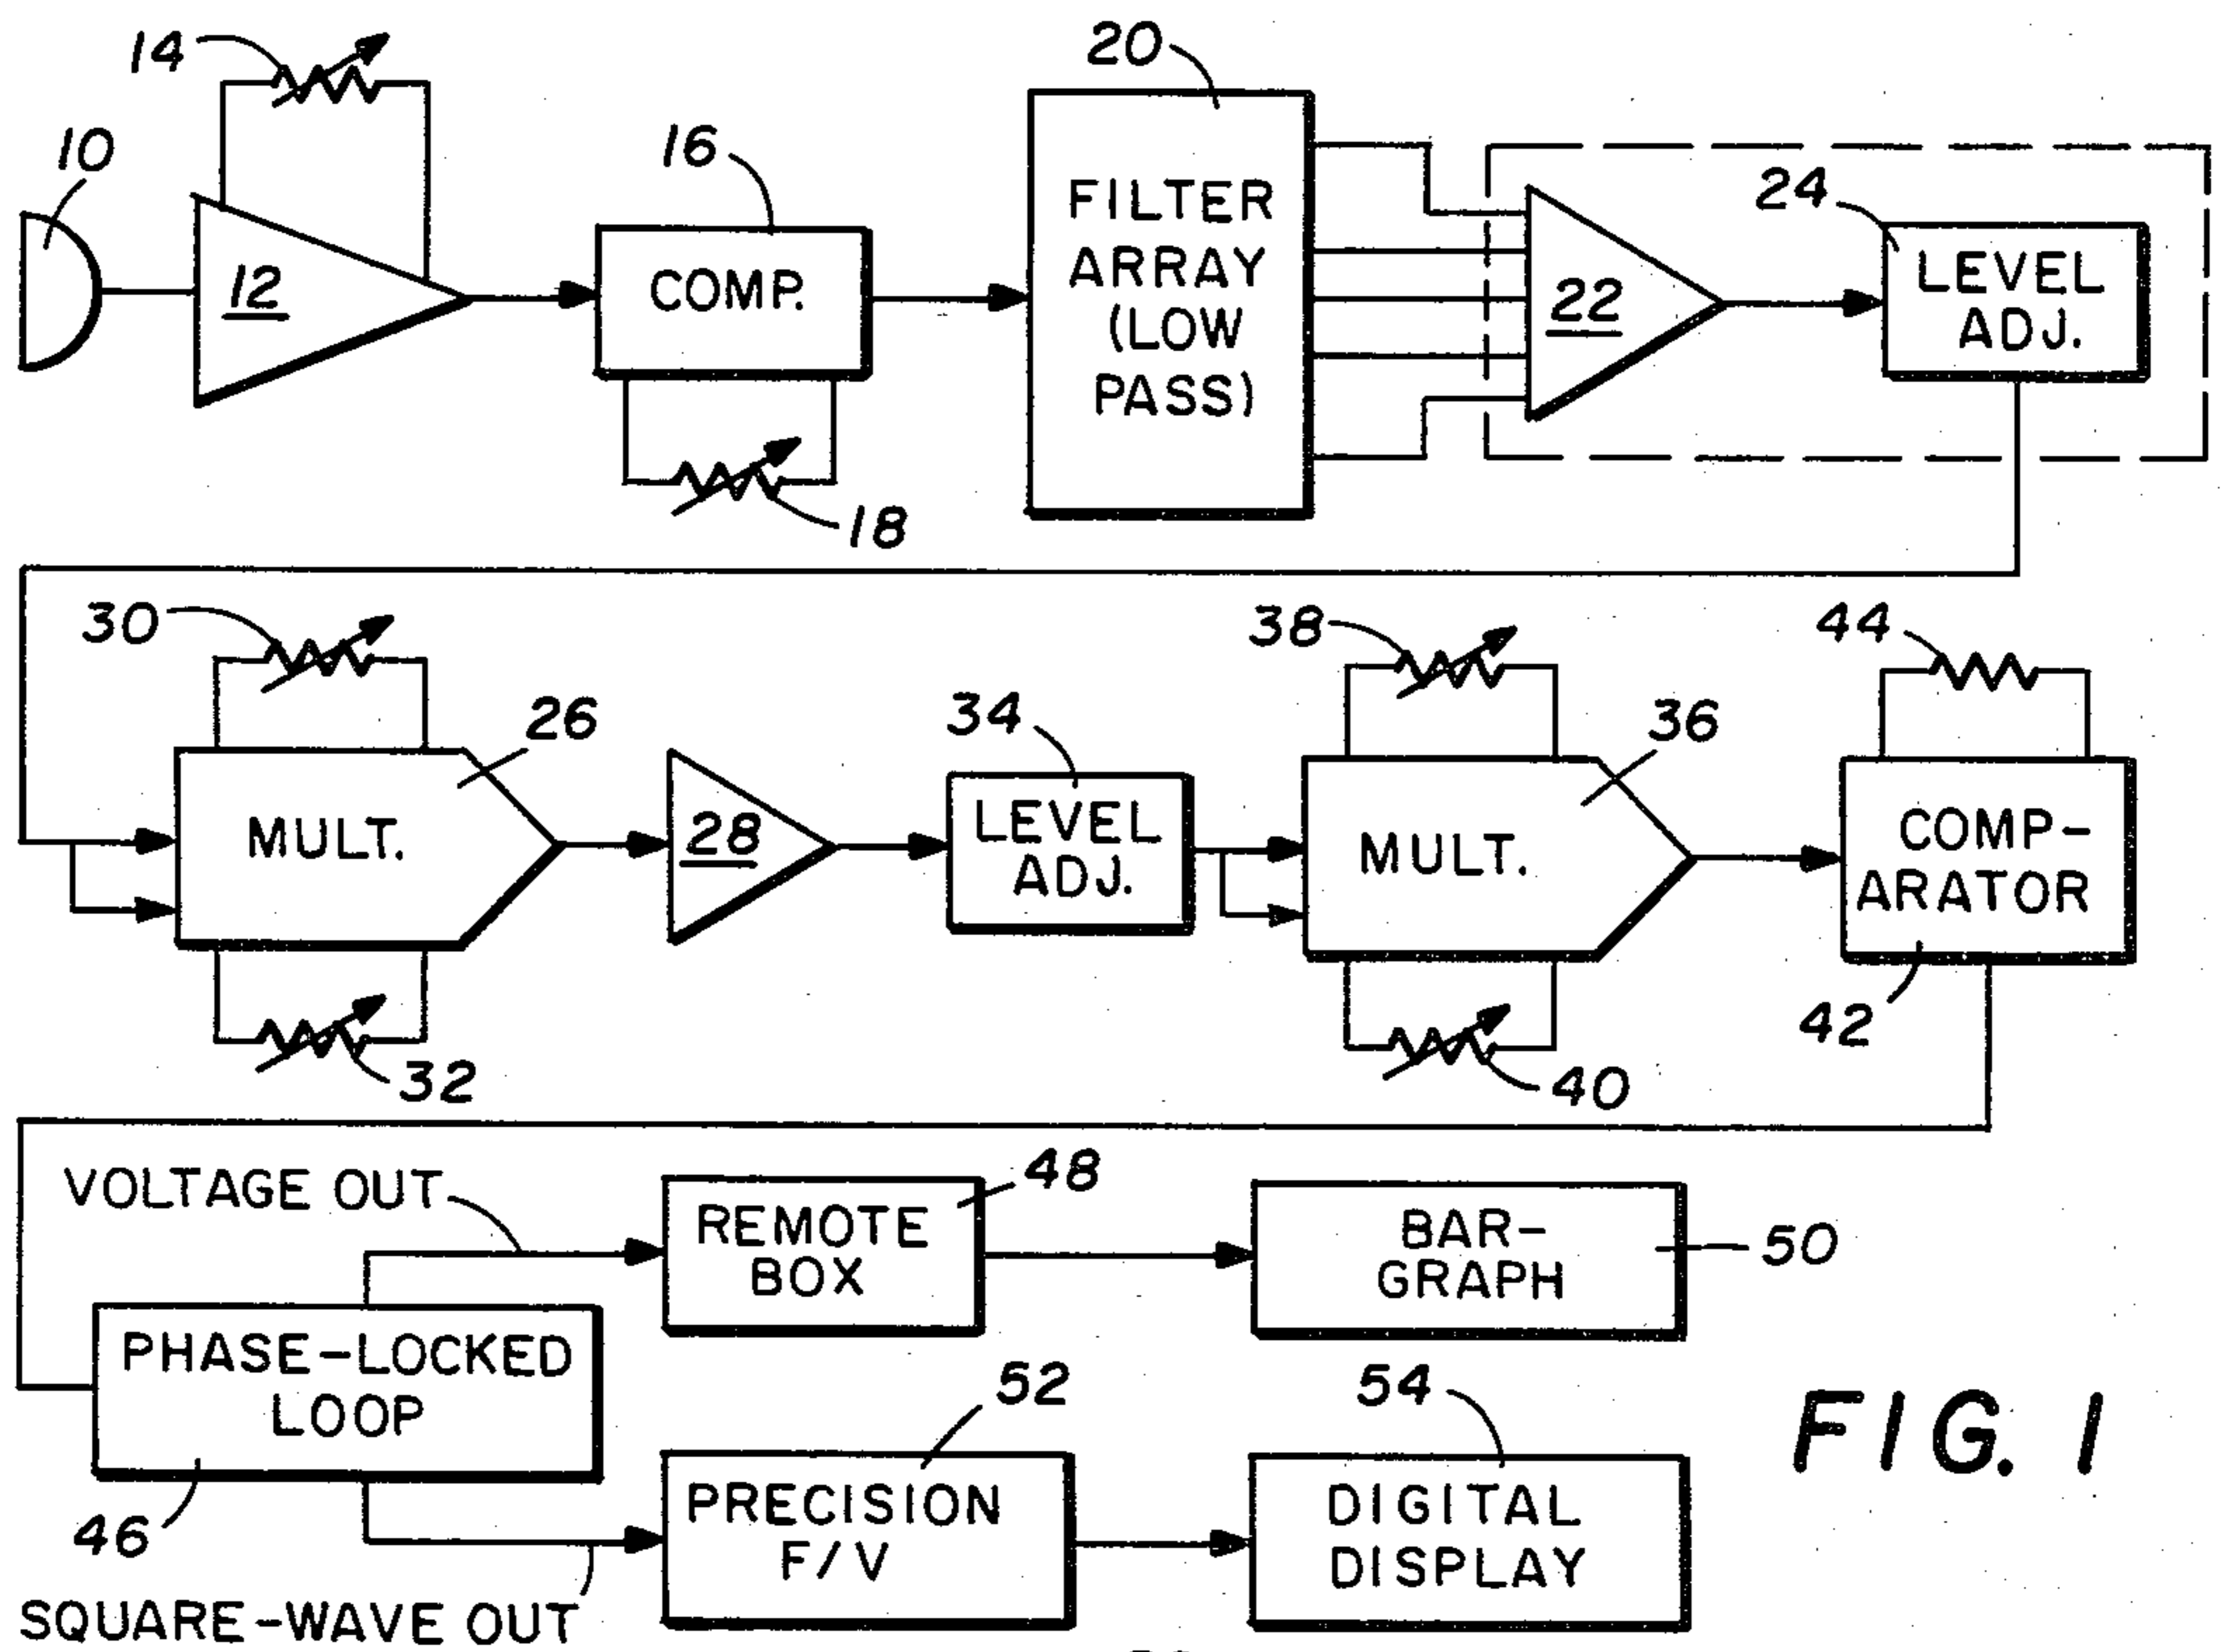 14
10
12
16
COMP.
18
20
FILTER
ARRAY
(LOW
PASS)
22
24
LEVEL
ADJ.
30
26
MULT.
32
28
34
LEVEL
ADJ.
38
36
MULT.
40
44
COMP-
ARATOR
42
VOLTAGE OUT
48
REMOTE
BOX
BAR-
GRAPH
50
PHASE-LOCKED
LOOP
46
SQUARE-WAVE OUT
52
PRECISION
F/V
54
DIGITAL
DISPLAY
FIG. 1